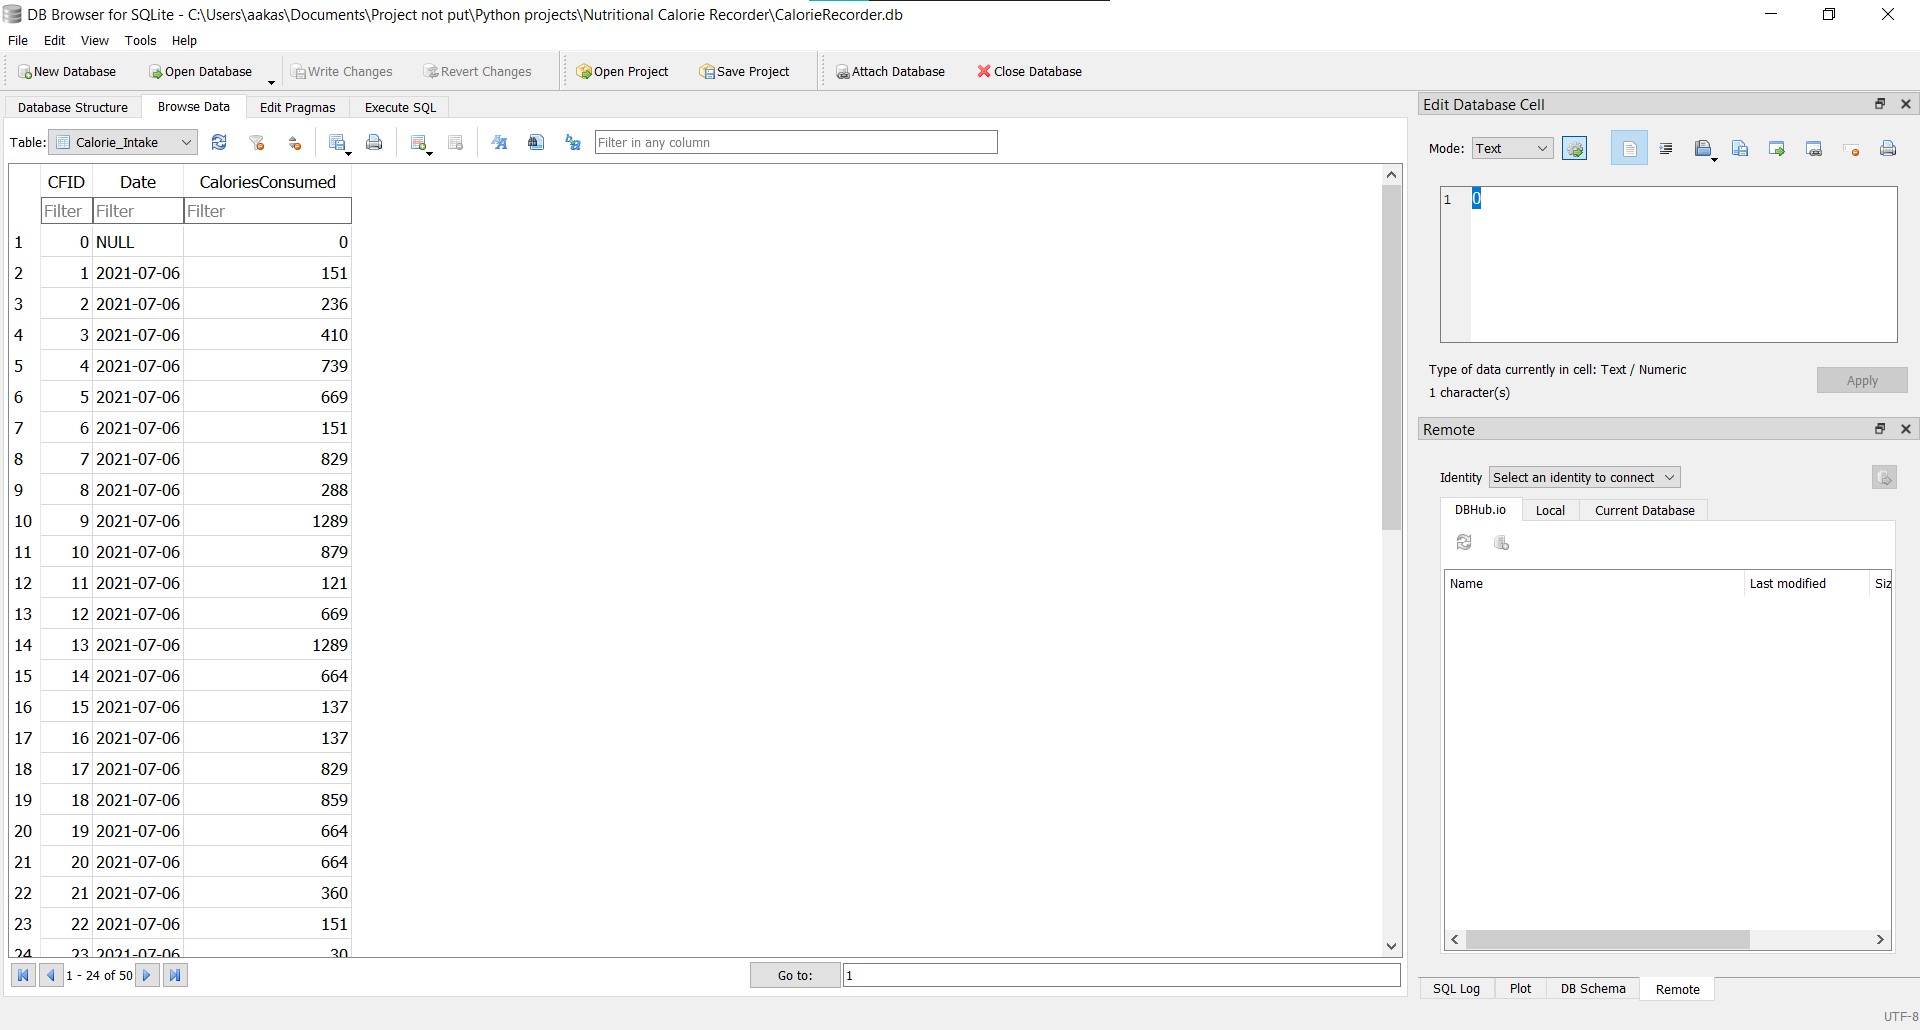 DB Browser for SQLite - C:\Users\aakas\Documents\Project not put\Python projects\Nutritional Calorie Recorder\CalorieRecorder.db
File Edit View Tools Help
New Database Open Database Write Changes Revert Changes Open Project Save Project Attach Database Close Database
Database Structure Browse Data Edit Pragmas Execute SQL
Table: Calorie_Intake Filter in any column
CFID Date CaloriesConsumed
Filter Filter Filter
1 0 NULL 0
2 1 2021-07-06 151
3 2 2021-07-06 236
4 3 2021-07-06 410
5 4 2021-07-06 739
6 5 2021-07-06 669
7 6 2021-07-06 151
8 7 2021-07-06 829
9 8 2021-07-06 288
10 9 2021-07-06 1289
11 10 2021-07-06 879
12 11 2021-07-06 121
13 12 2021-07-06 669
14 13 2021-07-06 1289
15 14 2021-07-06 664
16 15 2021-07-06 137
17 16 2021-07-06 137
18 17 2021-07-06 829
19 18 2021-07-06 859
20 19 2021-07-06 664
21 20 2021-07-06 664
22 21 2021-07-06 360
23 22 2021-07-06 151
24 23 2021-07-06 30
1 - 24 of 50 Go to: 1
Edit Database Cell
Mode: Text
1 0
Type of data currently in cell: Text / Numeric
1 character(s)
Apply
Remote
Identity Select an identity to connect
DBHub.io Local Current Database
Name Last modified Siz
SQL Log Plot DB Schema Remote
UTF-8